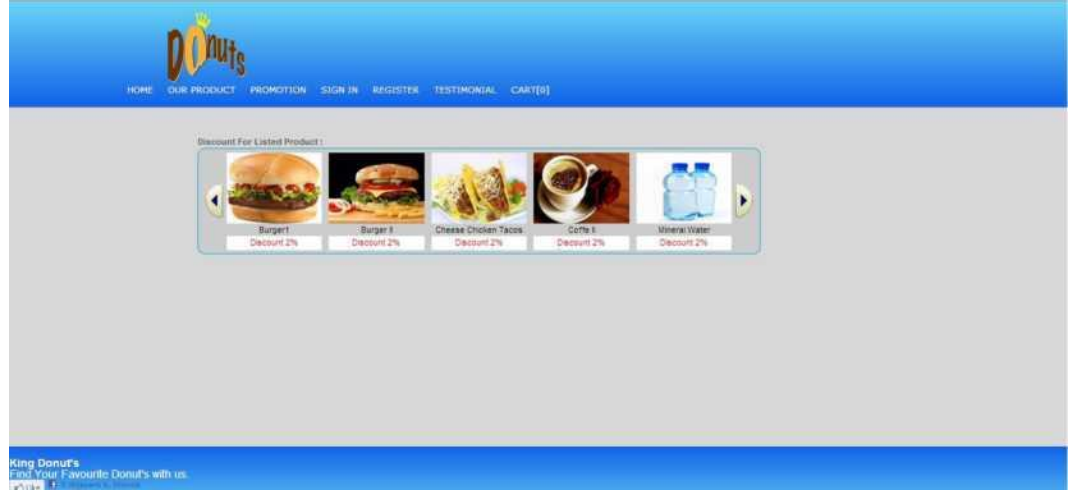 DOnuts
HOME OUR PRODUCT PROMOTION SIGN IN REGISTER TESTIMONIAL CART[0]
Discount For Listed Product :
Burger1 Burger II Cheese Chicken Tacos Coffe II Mineral Water
Discount 2% Discount 2% Discount 2% Discount 2% Discount 2%
King Donut's
Find Your Favourite Donut's with us.
Like